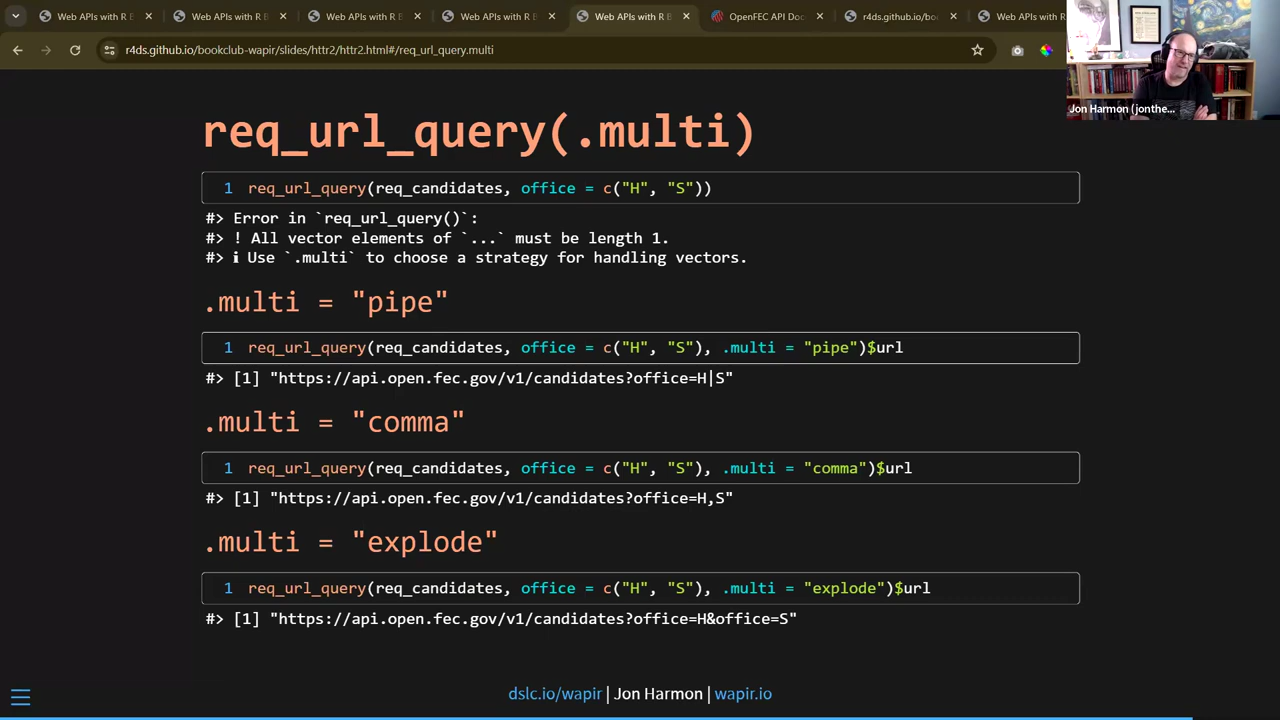 Web APIs with R B
Web APIs with R B
Web APIs with R B
Web APIs with R B
Web APIs with R B
OpenFEC API Doc
r4ds.github.io/bo
Web APIs with R
r4ds.github.io/bookclub-wapir/slides/httr2/httr2.html#/req_url_query.multi
Jon Harmon (jonthe...
req_url_query(.multi)
1 req_url_query(req_candidates, office = c("H", "S"))
#> Error in `req_url_query()`:
#> ! All vector elements of `...` must be length 1.
#> ℹ Use `.multi` to choose a strategy for handling vectors.
.multi = "pipe"
1 req_url_query(req_candidates, office = c("H", "S"), .multi = "pipe")$url
#> [1] "https://api.open.fec.gov/v1/candidates?office=H|S"
.multi = "comma"
1 req_url_query(req_candidates, office = c("H", "S"), .multi = "comma")$url
#> [1] "https://api.open.fec.gov/v1/candidates?office=H,S"
.multi = "explode"
1 req_url_query(req_candidates, office = c("H", "S"), .multi = "explode")$url
#> [1] "https://api.open.fec.gov/v1/candidates?office=H&office=S"
dslc.io/wapir | Jon Harmon | wapir.io